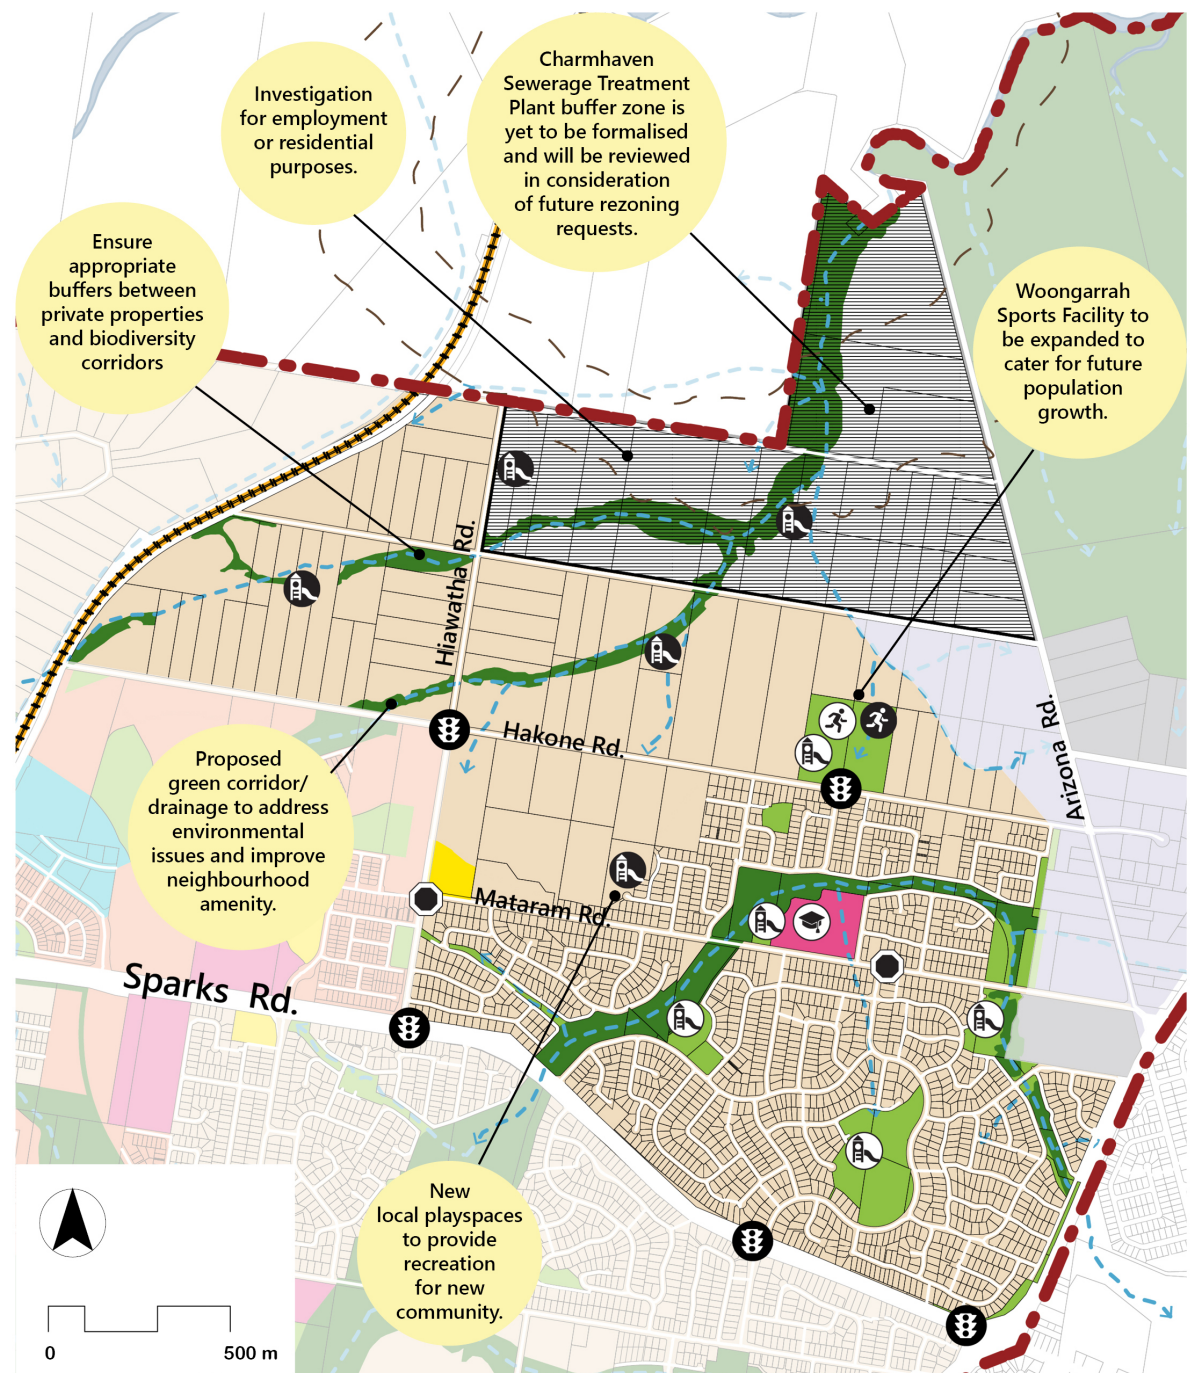 Charmhaven
Sewerage Treatment
Plant buffer zone is
yet to be formalised
and will be reviewed
in consideration
of future rezoning
requests.
Investigation
for employment
or residential
purposes.
Ensure
appropriate
buffers between
private properties
and biodiversity
corridors
Woongarrah
Sports Facility to
be expanded to
cater for future
population
growth.
Hiawatha Rd.
Hakone Rd.
Arizona Rd.
Proposed
green corridor/
drainage to address
environmental
issues and improve
neighbourhood
amenity.
Mataram Rd.
Sparks Rd.
New
local playspaces
to provide
recreation
for new
community.
0 500 m